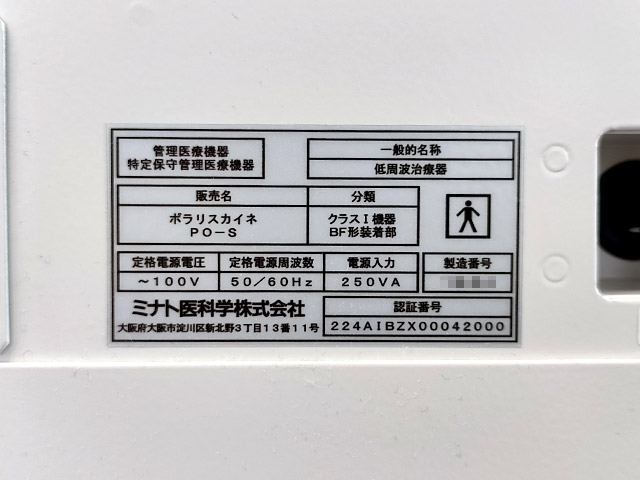 管理医療機器
特定保守管理医療機器
一般的名称
低周波治療器
販売名
ポラリスカイネ
PO－S
分類
クラスⅠ機器
BF形装着部
定格電源電圧
～100V
定格電源周波数
50／60Hz
電源入力
250VA
製造番号
ミナト医科学株式会社
大阪府大阪市淀川区新北野3丁目13番11号
認証番号
224AIBZX00042000